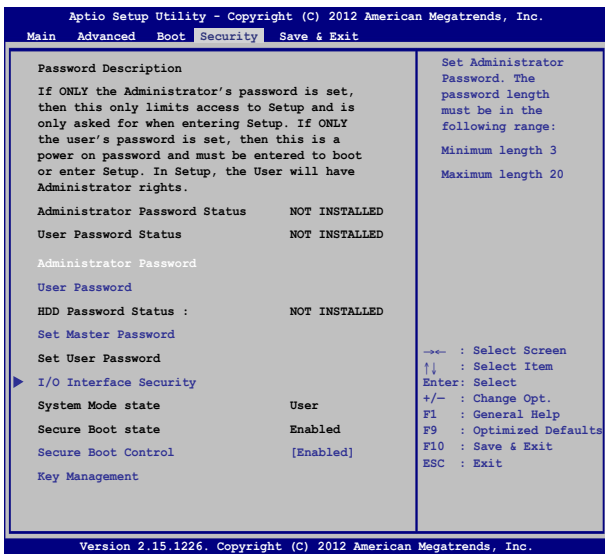 Aptio Setup Utility - Copyright (C) 2012 American Megatrends, Inc.
Main Advanced Boot Security Save & Exit
Password Description
If ONLY the Administrator's password is set,
then this only limits access to Setup and is
only asked for when entering Setup. If ONLY
the user's password is set, then this is a
power on password and must be entered to boot
or enter Setup. In Setup, the User will have
Administrator rights.
Administrator Password Status NOT INSTALLED
User Password Status NOT INSTALLED
Administrator Password
User Password
HDD Password Status : NOT INSTALLED
Set Master Password
Set User Password
I/O Interface Security
System Mode state User
Secure Boot state Enabled
Secure Boot Control [Enabled]
Key Management
Set Administrator
Password. The
password length
must be in the
following range:
Minimum length 3
Maximum length 20
→← : Select Screen
↑↓ : Select Item
Enter: Select
+/— : Change Opt.
F1 : General Help
F9 : Optimized Defaults
F10 : Save & Exit
ESC : Exit
Version 2.15.1226. Copyright (C) 2012 American Megatrends, Inc.